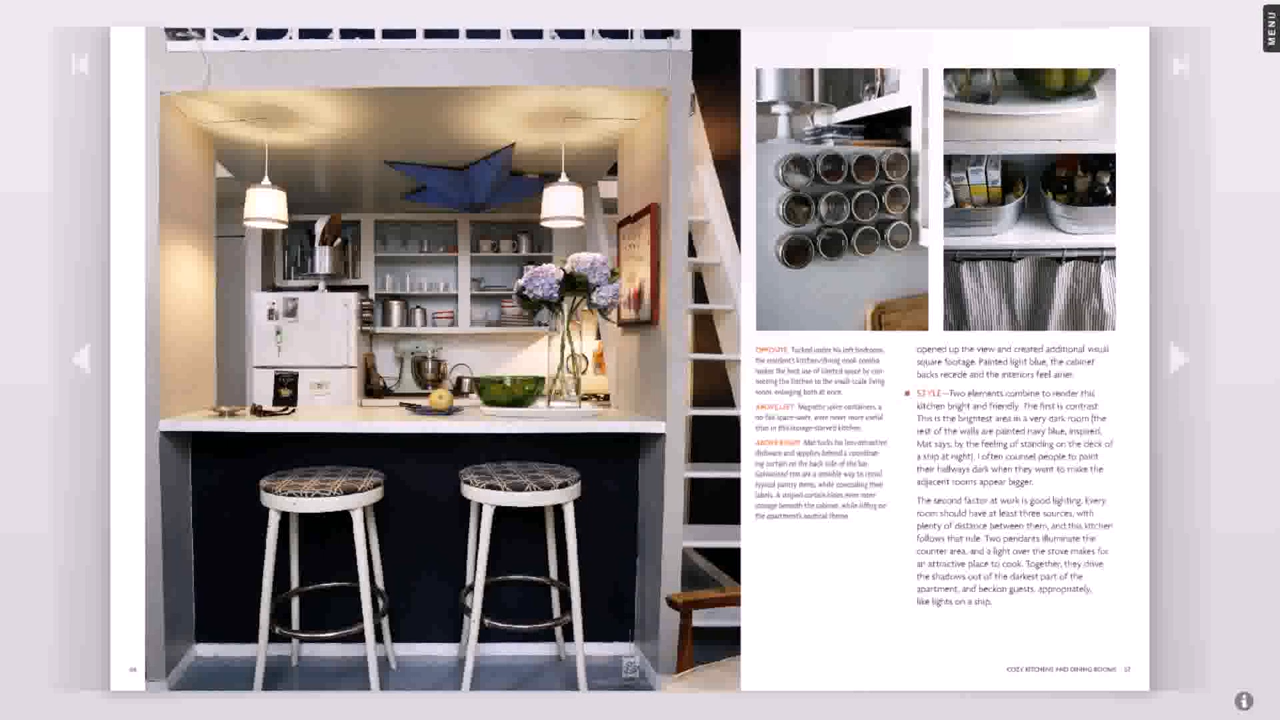 MENU
OPPOSITE Tucked under his loft bedroom,
the resident's kitchen/dining nook combo
makes the best use of limited space by con-
necting the kitchen to the small-scale living
room, enlarging both at once.
ABOVE LEFT Magnetic spice containers, a
no-fail space-saver, were never more useful
than in this storage-starved kitchen.
ABOVE RIGHT Mat tucks his less-attractive
dishware and supplies behind a
curtain on the back side of the bar.
Galvanized tins are a sensible way to corral
typical pantry items, while concealing their
labels. A striped curtain hides even more
storage beneath the cabinet, while riffing on
the apartment's nautical theme.
opened up the view and created additional visual
square footage. Painted light blue, the cabinet
backs recede and the interiors feel airier.
STYLE—Two elements combine to render this
kitchen bright and friendly. The first is contrast.
This is the brightest area in a very dark room (the
rest of the walls are painted navy blue, inspired,
Mat says, by the feeling of standing on the deck of
a ship at night). I often counsel people to paint
their hallways dark when they want to make the
adjacent rooms appear bigger.
The second factor at work is good lighting. Every
room should have at least three sources, with
plenty of distance between them, and this kitchen
follows that rule. Two pendants illuminate the
counter area, and a light over the stove makes for
an attractive place to cook. Together, they drive
the shadows out of the darkest part of the
apartment, and beckon guests, appropriately,
like lights on a ship.
66
COZY KITCHENS AND DINING ROOMS 67